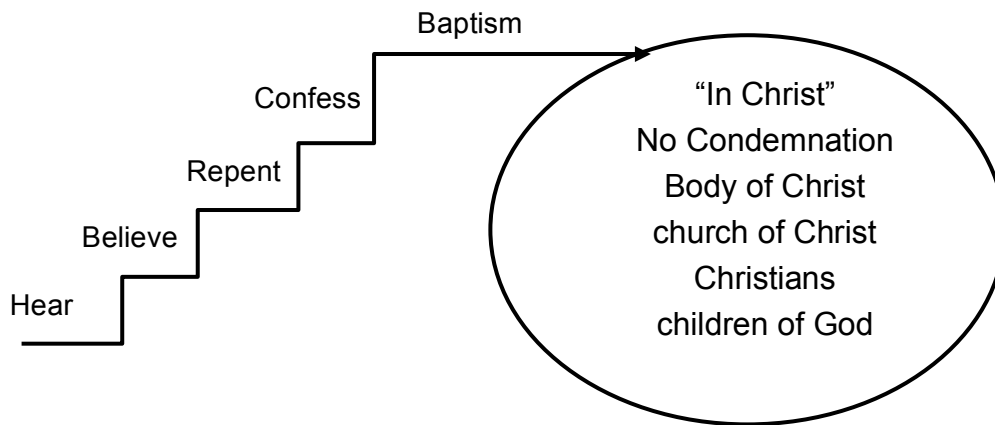 Baptism
Confess
Repent
Believe
Hear
“In Christ”
No Condemnation
Body of Christ
church of Christ
Christians
children of God